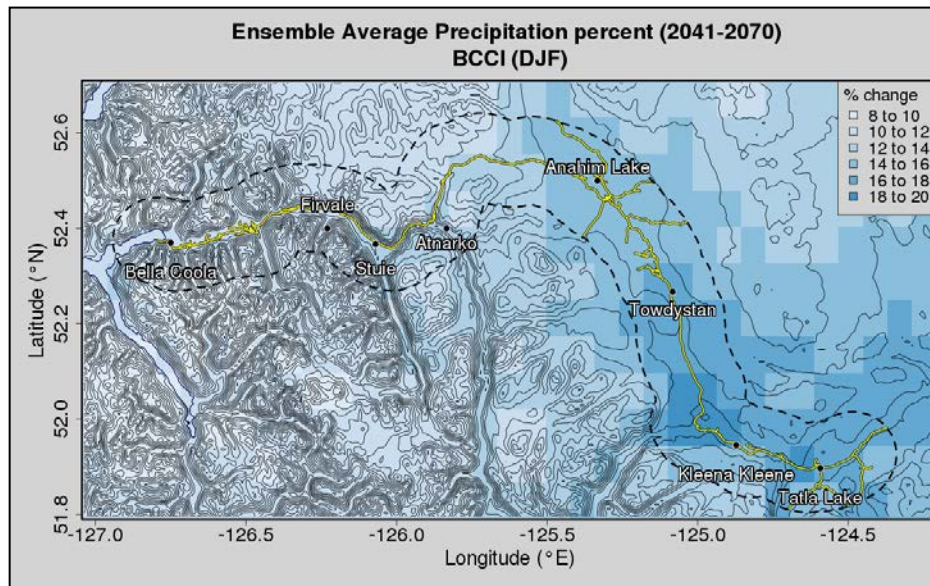 Ensemble Average Precipitation percent (2041-2070)
BCCI (DJF)
% change
8 to 10
10 to 12
12 to 14
14 to 16
16 to 18
18 to 20
Latitude (°N)
52.6
52.4
52.2
52.0
51.8
Anahim Lake
Firvale
Atnarko
Stuie
Bella Coola
Towdystan
Kleena Kleene
Tatla Lake
-127.0 -126.5 -126.0 -125.5 -125.0 -124.5
Longitude (°E)